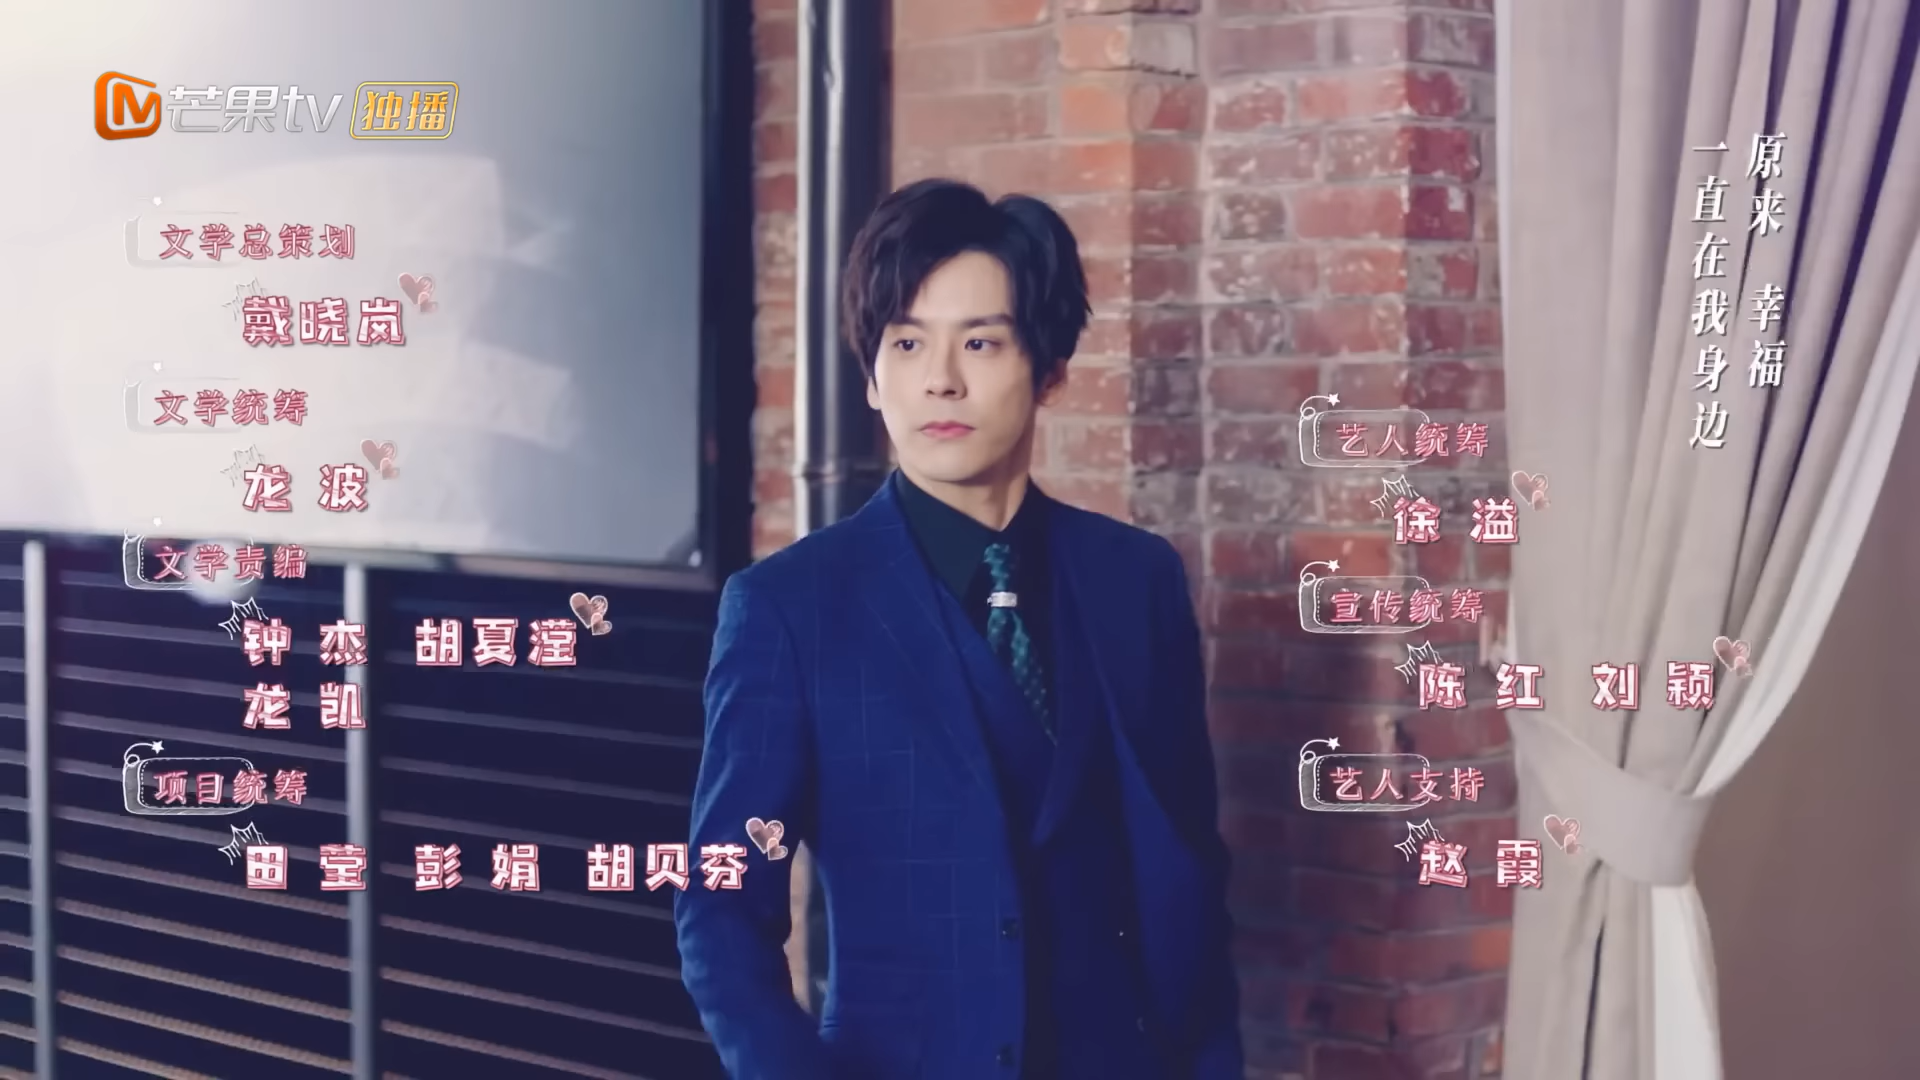 芒果tv 独播
文学总策划
戴晓岚
文学统筹
龙 波
文学责编
钟 杰 胡夏滢
龙 凯
项目统筹
田 莹 彭 娟 胡贝芬
原来 幸福
一直在我身边
艺人统筹
徐 溢
宣传统筹
陈 红 刘 颖
艺人支持
赵 霞